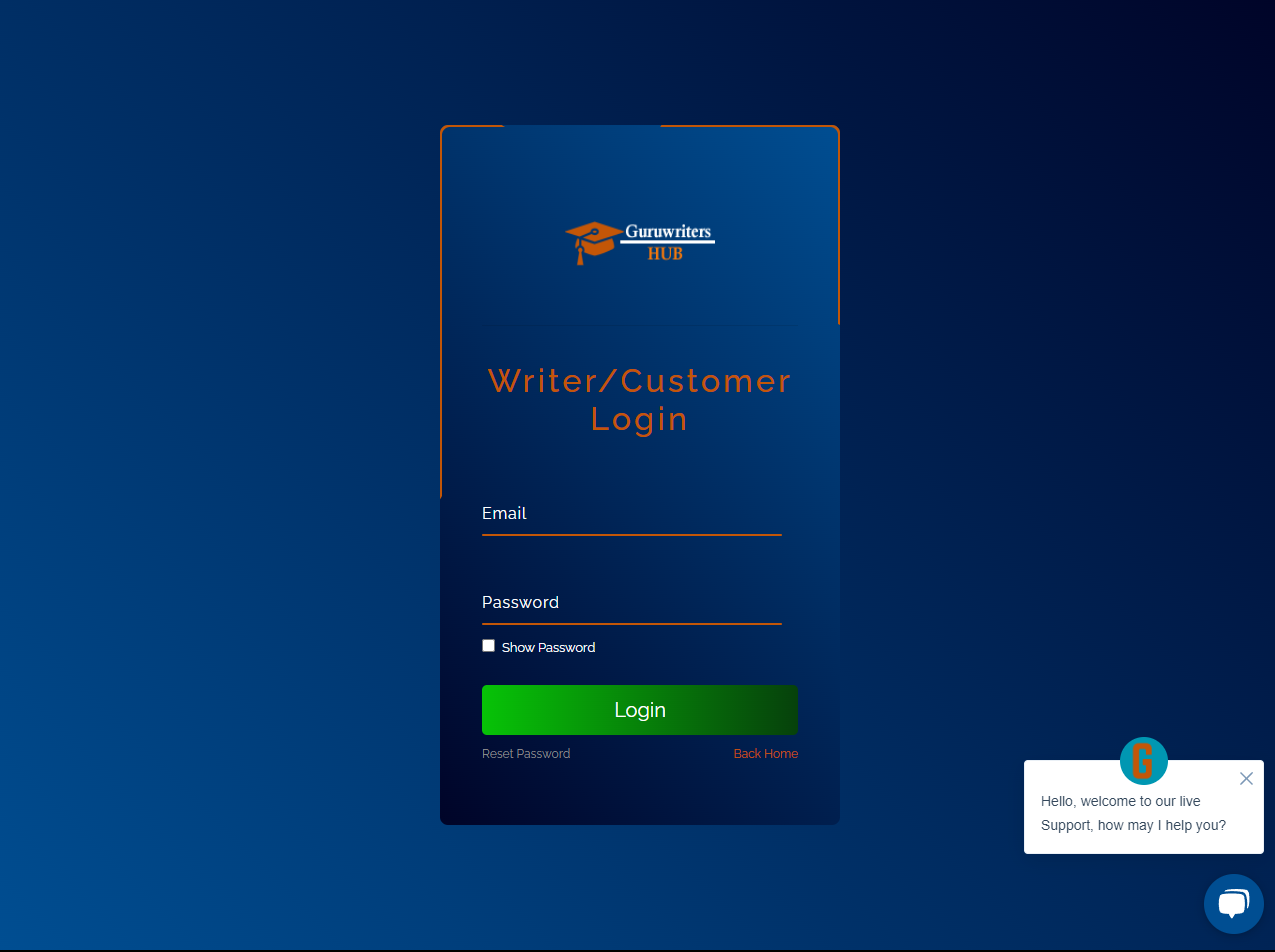 Guruwriters
HUB
Writer/Customer
Login
Email
Password
Show Password
Login
Reset Password
Back Home
G
Hello, welcome to our live
Support, how may I help you?